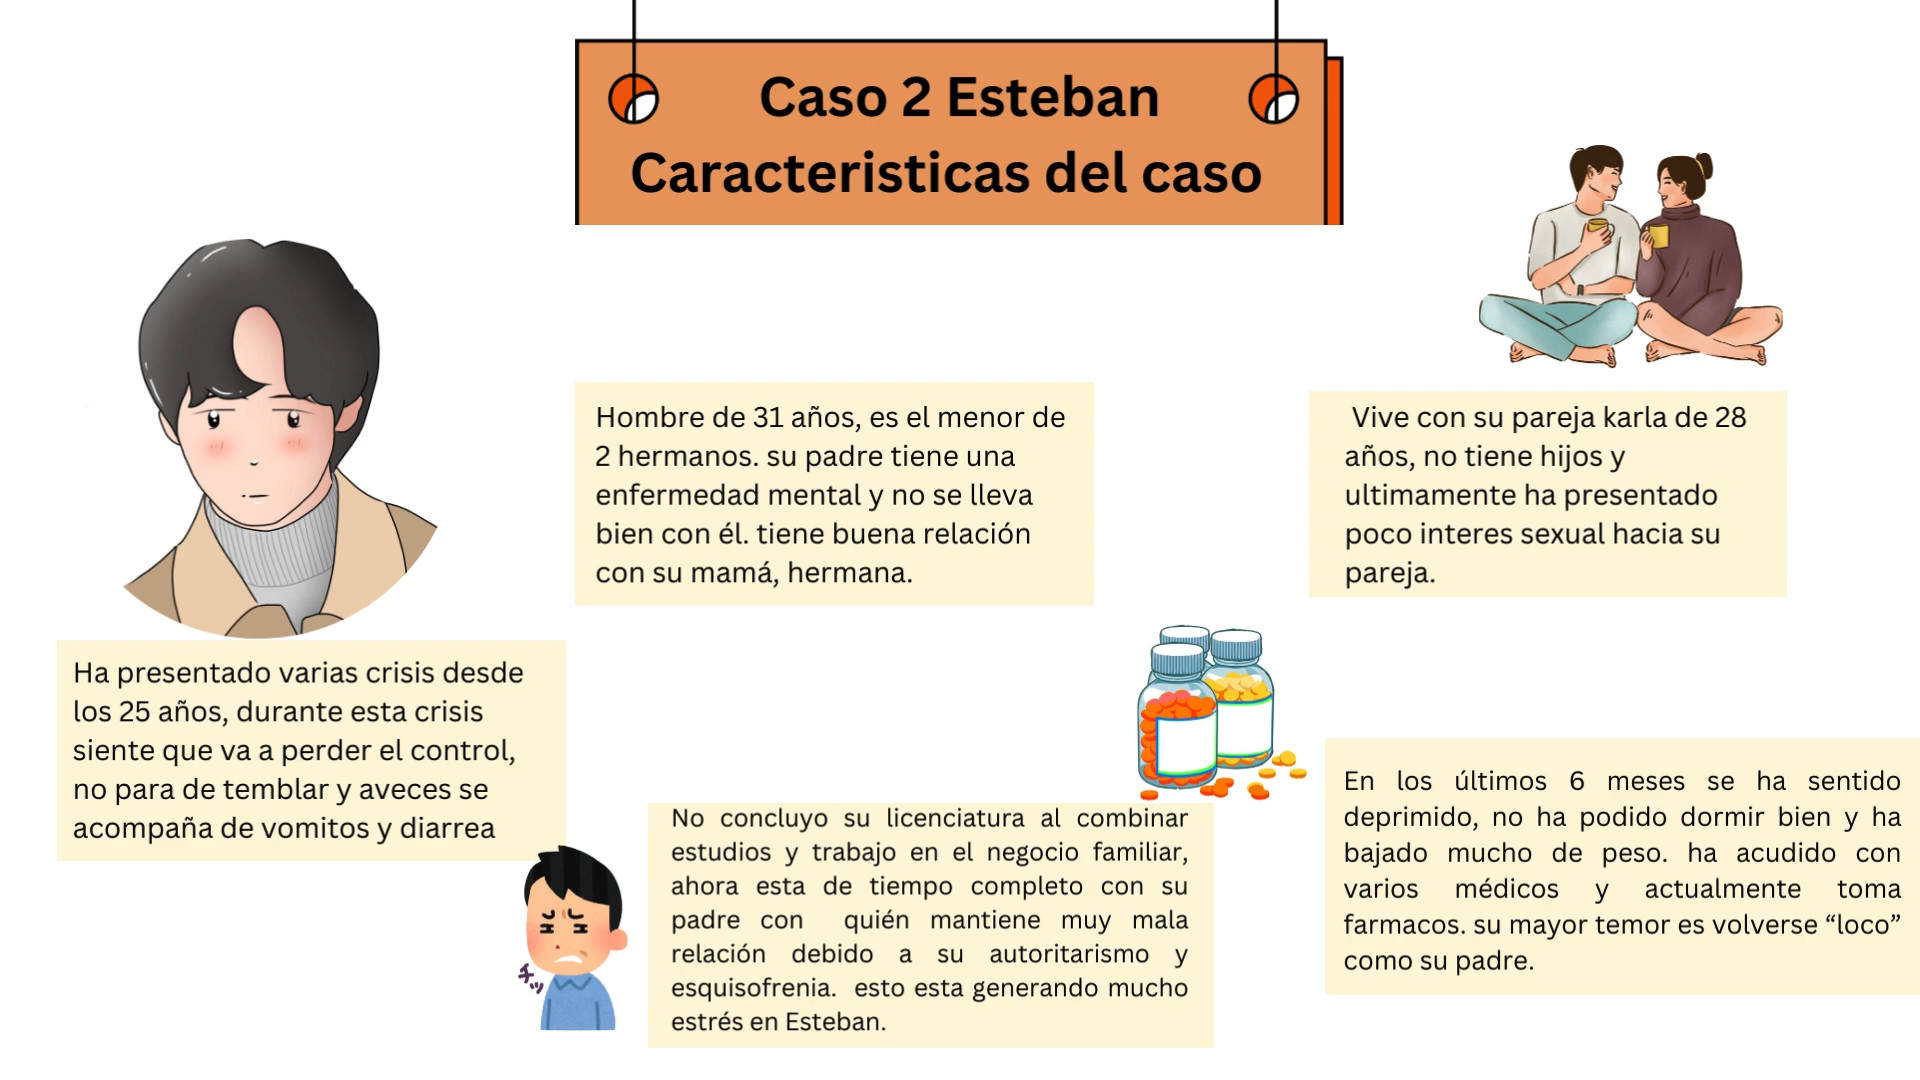 Caso 2 Esteban
Caracteristicas del caso
Hombre de 31 años, es el menor de
2 hermanos. su padre tiene una
enfermedad mental y no se lleva
bien con él. tiene buena relación
con su mamá, hermana.
Vive con su pareja karla de 28
años, no tiene hijos y
ultimamente ha presentado
poco interes sexual hacia su
pareja.
Ha presentado varias crisis desde
los 25 años, durante esta crisis
siente que va a perder el control,
no para de temblar y aveces se
acompaña de vomitos y diarrea
No concluyo su licenciatura al combinar
estudios y trabajo en el negocio familiar,
ahora esta de tiempo completo con su
padre con quién mantiene muy mala
relación debido a su autoritarismo y
esquisofrenia. esto esta generando mucho
estrés en Esteban.
En los últimos 6 meses se ha sentido
deprimido, no ha podido dormir bien y ha
bajado mucho de peso. ha acudido con
varios médicos y actualmente toma
farmacos. su mayor temor es volverse “loco”
como su padre.
チッ